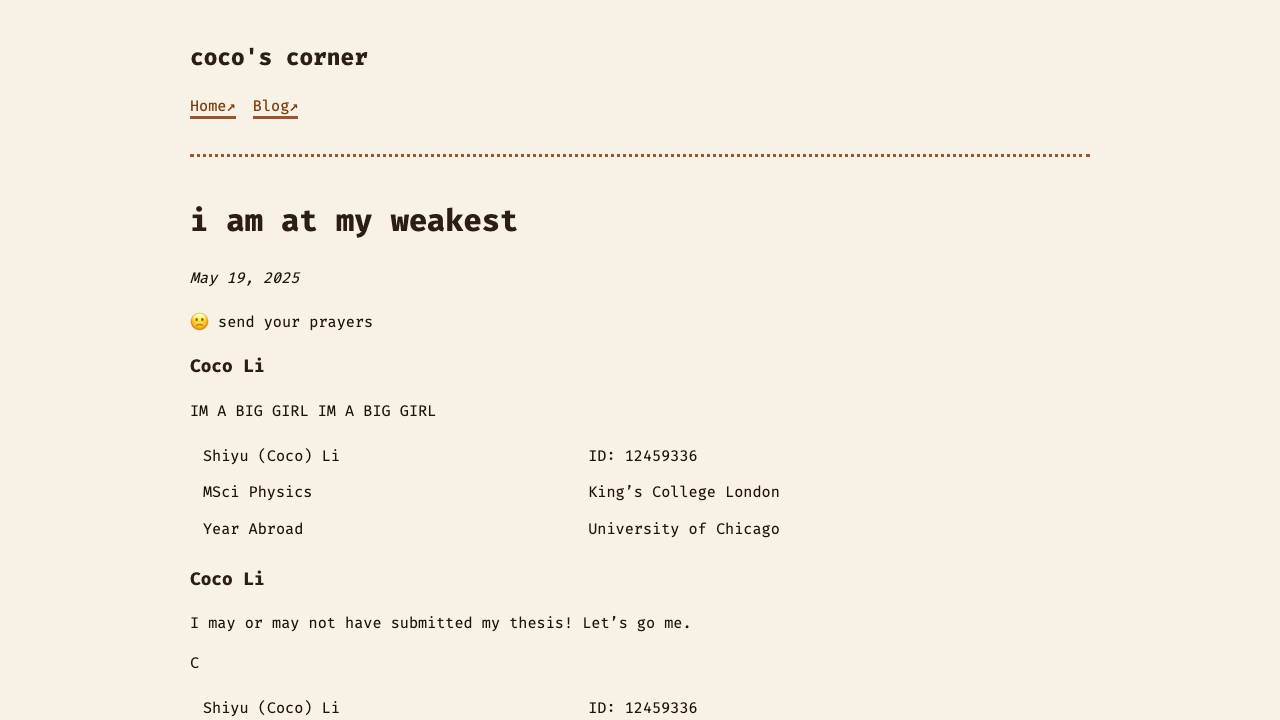 coco's corner
Home↗ Blog↗
i am at my weakest
May 19, 2025
🙁 send your prayers
Coco Li
IM A BIG GIRL IM A BIG GIRL
Shiyu (Coco) Li ID: 12459336
MSci Physics King’s College London
Year Abroad University of Chicago
Coco Li
I may or may not have submitted my thesis! Let’s go me.
C
Shiyu (Coco) Li ID: 12459336